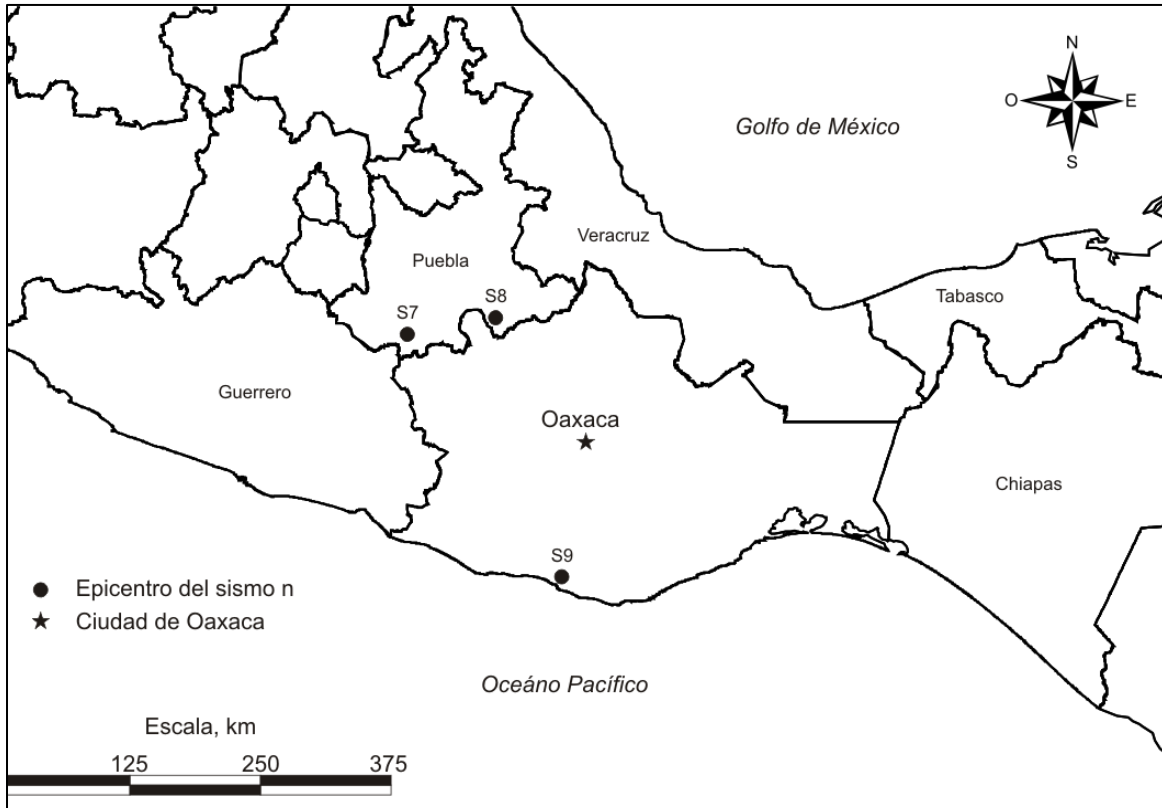 N
O
E
S
Golfo de México
Veracruz
Puebla
Tabasco
S7
S8
Guerrero
Oaxaca
Chiapas
S9
Epicentro del sismo n
Ciudad de Oaxaca
Oceáno Pacífico
Escala, km
125 250 375